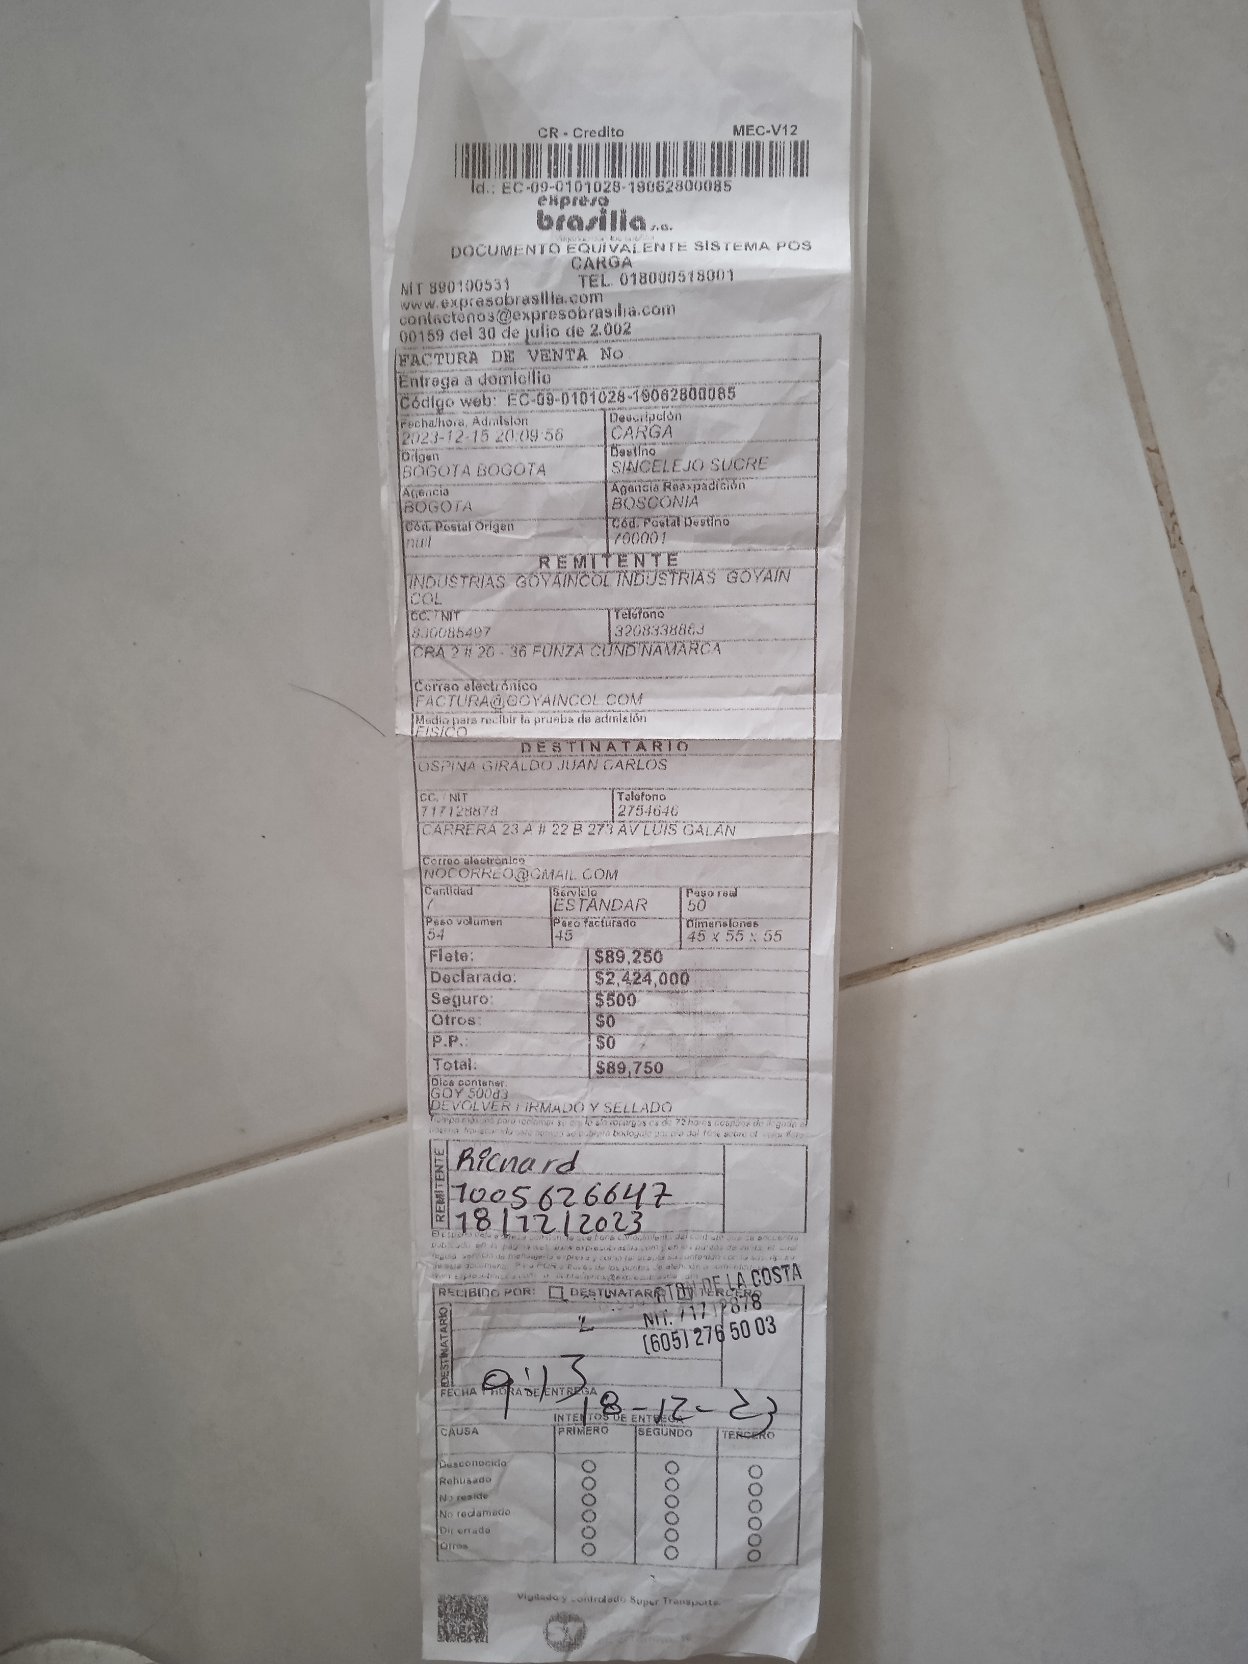 CR - Credito MEC-V12
Id.: EC-09-0101028-19062800085
expreso
brasilia s.a.
DOCUMENTO EQUIVALENTE SISTEMA POS
CARGA
NIT 890100531 TEL. 018000518001
www.expresobrasilia.com
contactenos@expresobrasilia.com
00159 del 30 de julio de 2.002
FACTURA DE VENTA No
Entrega a domicilio
Código web: EC-09-0101028-19062800085
Fecha/hora, Admisión Descripción
2023-12-15 20:09:56 CARGA
Origen Destino
BOGOTA BOGOTA SINCELEJO SUCRE
Agencia Agencia Reexpedición
BOGOTA BOSCONIA
Cód. Postal Origen Cód. Postal Destino
null 700001
REMITENTE
INDUSTRIAS GOYAINCOL INDUSTRIAS GOYAIN
COL
CC. / NIT Teléfono
830085497 3208338863
CRA 2 # 20 - 36 FUNZA CUNDINAMARCA
Correo electrónico
FACTURA@GOYAINCOL.COM
Medio para recibir la prueba de admisión
FISICO
DESTINATARIO
OSPINA GIRALDO JUAN CARLOS
CC. / NIT Teléfono
717128878 2754646
CARRERA 23 A # 22 B 273 AV LUIS GALAN
Correo electrónico
NOCORREO@GMAIL.COM
Cantidad Servicio Peso real
1 ESTANDAR 50
Peso volumen Peso facturado Dimensiones
54 45 45 x 55 x 55
Flete: $89,250
Declarado: $2,424,000
Seguro: $500
Otros: $0
P.P.: $0
Total: $89,750
Dice contener:
GOY 500d3
DEVOLVER FIRMADO Y SELLADO
REMITENTE
Richard
1005626647
18/12/2023
RECIBIDO POR: DESTINATARIO TERCERO
DE LA COSTA
NIT.
(605) 276 50 03
DESTINATARIO
9:13
FECHA Y HORA DE ENTREGA
18-12-23
INTENTOS DE ENTREGA
CAUSA PRIMERO SEGUNDO TERCERO
Desconocido
Rehusado
No reside
No reclamado
Dir errado
Otros
Vigilado y controlado Super Transporte.